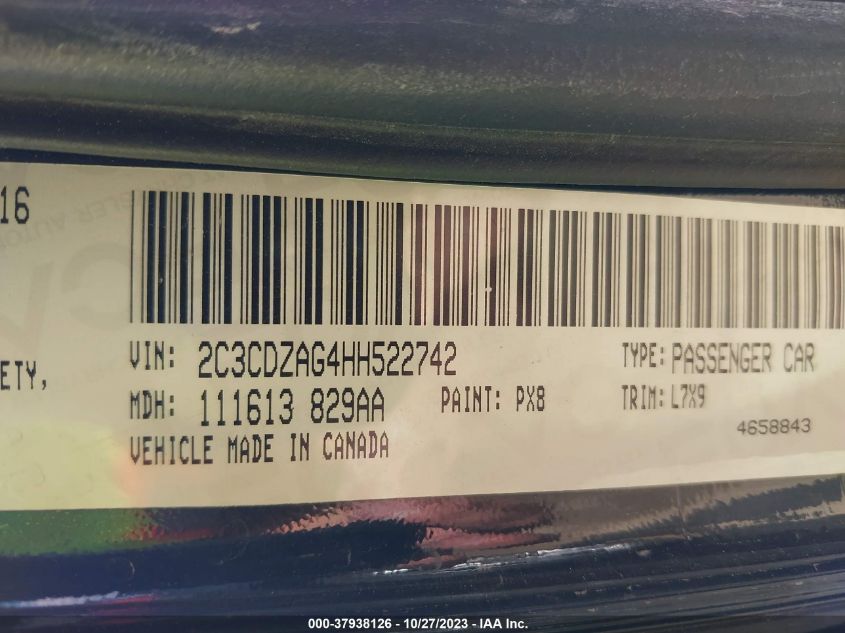 16
VIN: 2C3CDZAG4HH522742 TYPE: PASSENGER CAR
ETY,
MDH: 111613 829AA PAINT: PX8 TRIM: L7X9
4658843
VEHICLE MADE IN CANADA
000-37938126 - 10/27/2023 - IAA Inc.